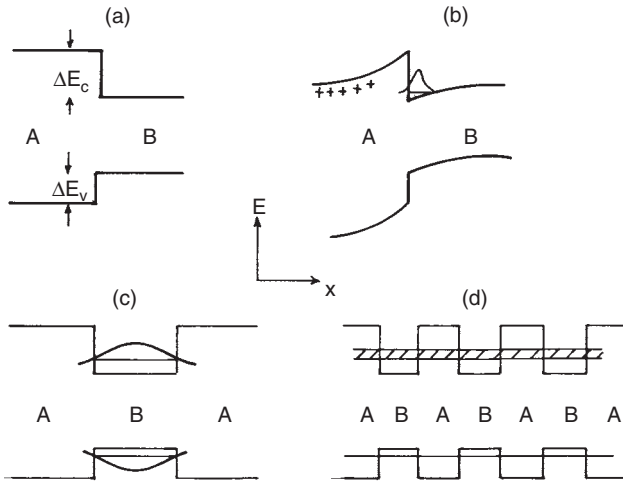 (a)
(b)
ΔEc
A
B
ΔEv
+ + + + +
A
B
E
x
(c)
(d)
A
B
A
A B A B A B A